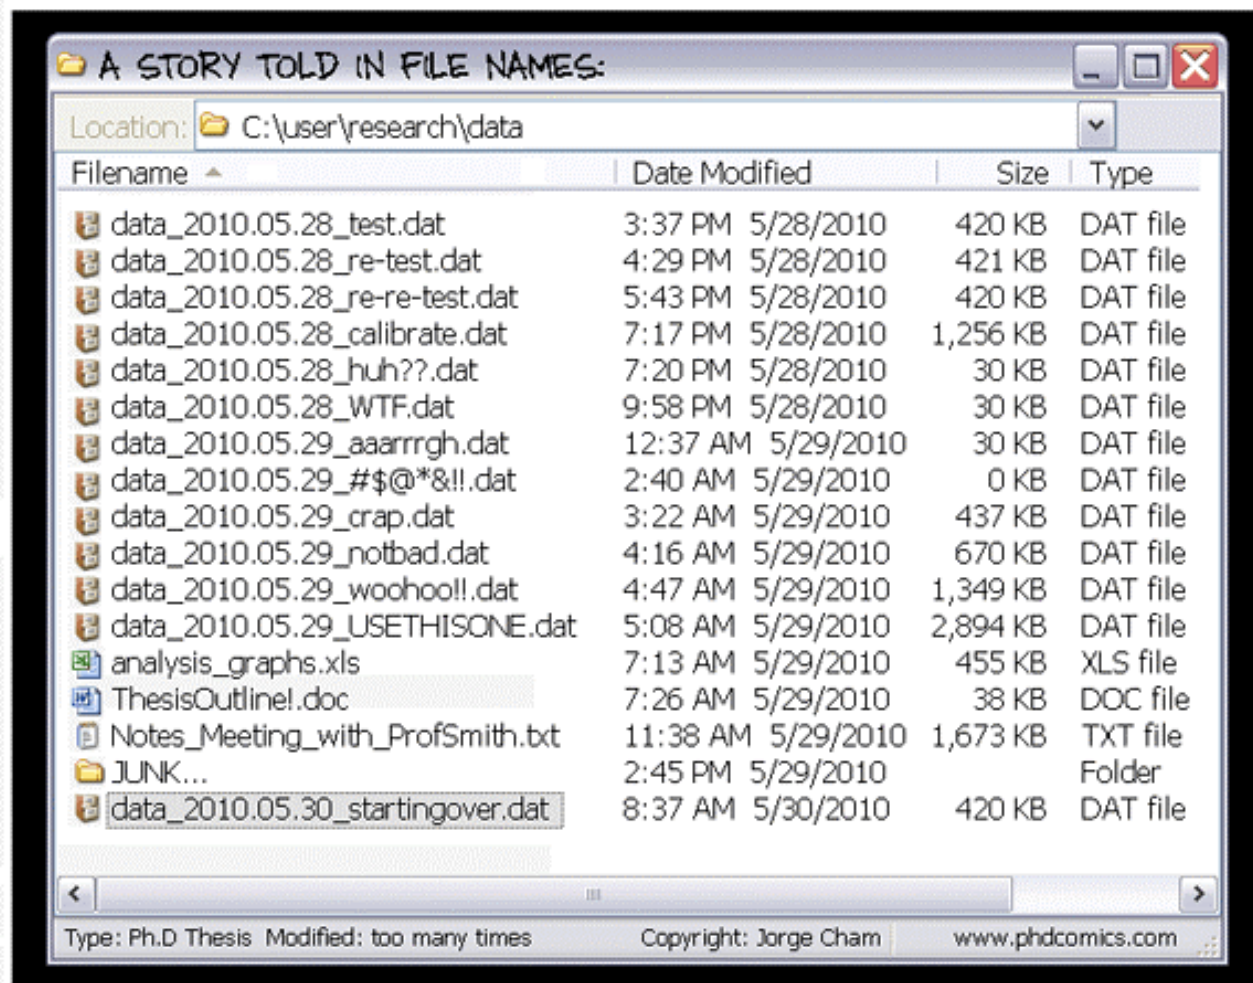 A STORY TOLD IN FILE NAMES:
Location: C:\user\research\data
Filename Date Modified Size Type
data_2010.05.28_test.dat 3:37 PM 5/28/2010 420 KB DAT file
data_2010.05.28_re-test.dat 4:29 PM 5/28/2010 421 KB DAT file
data_2010.05.28_re-re-test.dat 5:43 PM 5/28/2010 420 KB DAT file
data_2010.05.28_calibrate.dat 7:17 PM 5/28/2010 1,256 KB DAT file
data_2010.05.28_huh??.dat 7:20 PM 5/28/2010 30 KB DAT file
data_2010.05.28_WTF.dat 9:58 PM 5/28/2010 30 KB DAT file
data_2010.05.29_aaarrrgh.dat 12:37 AM 5/29/2010 30 KB DAT file
data_2010.05.29_#$@*&!!.dat 2:40 AM 5/29/2010 0 KB DAT file
data_2010.05.29_crap.dat 3:22 AM 5/29/2010 437 KB DAT file
data_2010.05.29_notbad.dat 4:16 AM 5/29/2010 670 KB DAT file
data_2010.05.29_woohoo!!.dat 4:47 AM 5/29/2010 1,349 KB DAT file
data_2010.05.29_USETHISONE.dat 5:08 AM 5/29/2010 2,894 KB DAT file
analysis_graphs.xls 7:13 AM 5/29/2010 455 KB XLS file
ThesisOutline!.doc 7:26 AM 5/29/2010 38 KB DOC file
Notes_Meeting_with_ProfSmith.txt 11:38 AM 5/29/2010 1,673 KB TXT file
JUNK... 2:45 PM 5/29/2010 Folder
data_2010.05.30_startingover.dat 8:37 AM 5/30/2010 420 KB DAT file
Type: Ph.D Thesis Modified: too many times Copyright: Jorge Cham www.phdcomics.com